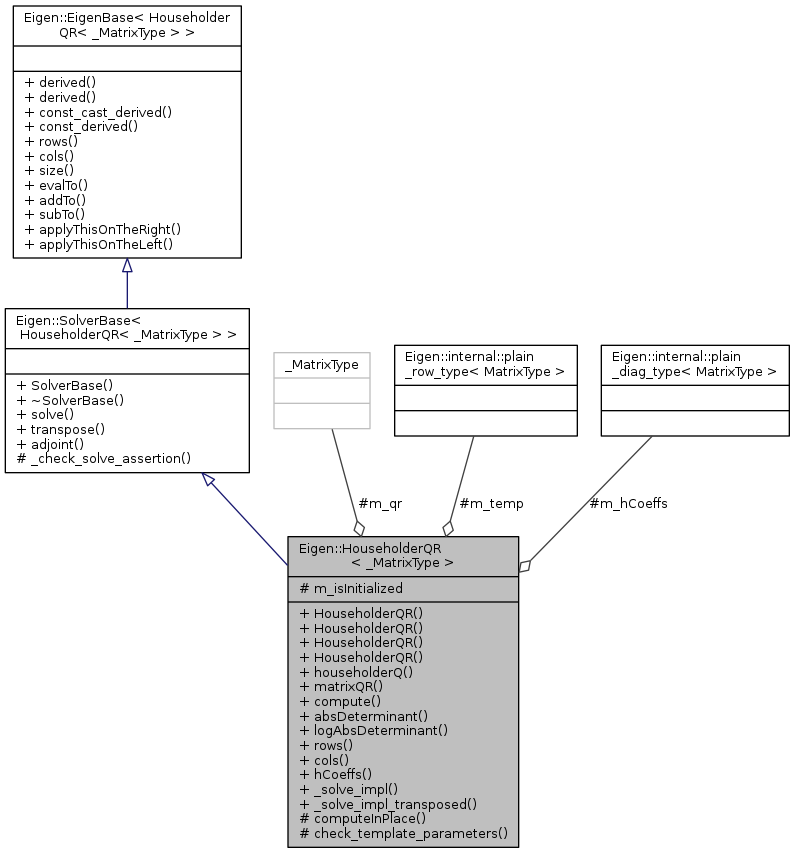 Eigen::EigenBase< Householder
QR< _MatrixType > >
+ derived()
+ derived()
+ const_cast_derived()
+ const_derived()
+ rows()
+ cols()
+ size()
+ evalTo()
+ addTo()
+ subTo()
+ applyThisOnTheRight()
+ applyThisOnTheLeft()
Eigen::SolverBase<
HouseholderQR< _MatrixType > >
+ SolverBase()
+ ~SolverBase()
+ solve()
+ transpose()
+ adjoint()
# _check_solve_assertion()
_MatrixType
Eigen::internal::plain
_row_type< MatrixType >
Eigen::internal::plain
_diag_type< MatrixType >
#m_qr
#m_temp
#m_hCoeffs
Eigen::HouseholderQR
< _MatrixType >
# m_isInitialized
+ HouseholderQR()
+ HouseholderQR()
+ HouseholderQR()
+ HouseholderQR()
+ householderQ()
+ matrixQR()
+ compute()
+ absDeterminant()
+ logAbsDeterminant()
+ rows()
+ cols()
+ hCoeffs()
+ _solve_impl()
+ _solve_impl_transposed()
# computeInPlace()
# check_template_parameters()